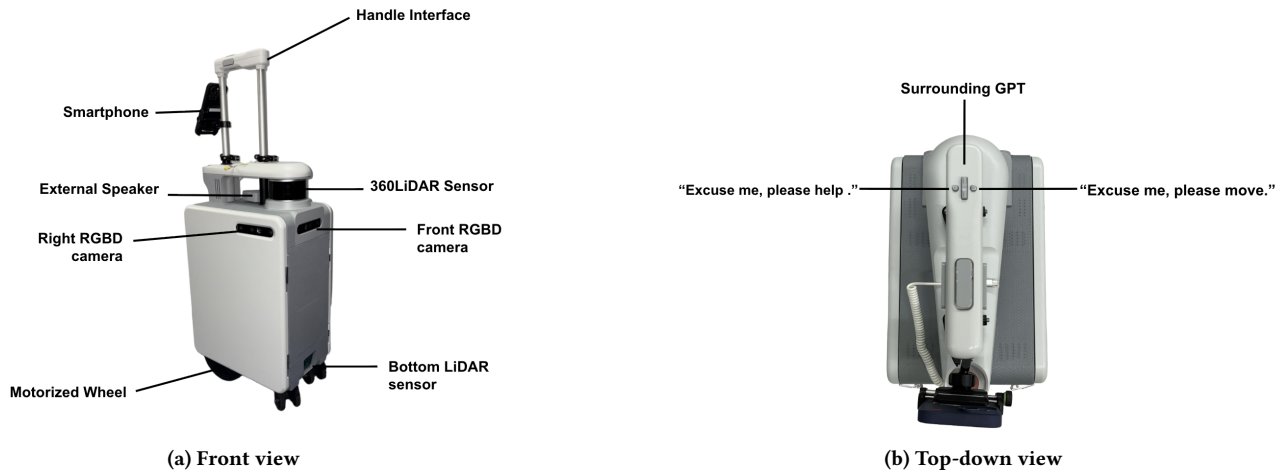 Handle Interface
Smartphone
External Speaker
360LiDAR Sensor
Right RGBD
camera
Front RGBD
camera
Motorized Wheel
Bottom LiDAR
sensor
(a) Front view
Surrounding GPT
“Excuse me, please help .”
“Excuse me, please move.”
(b) Top-down view